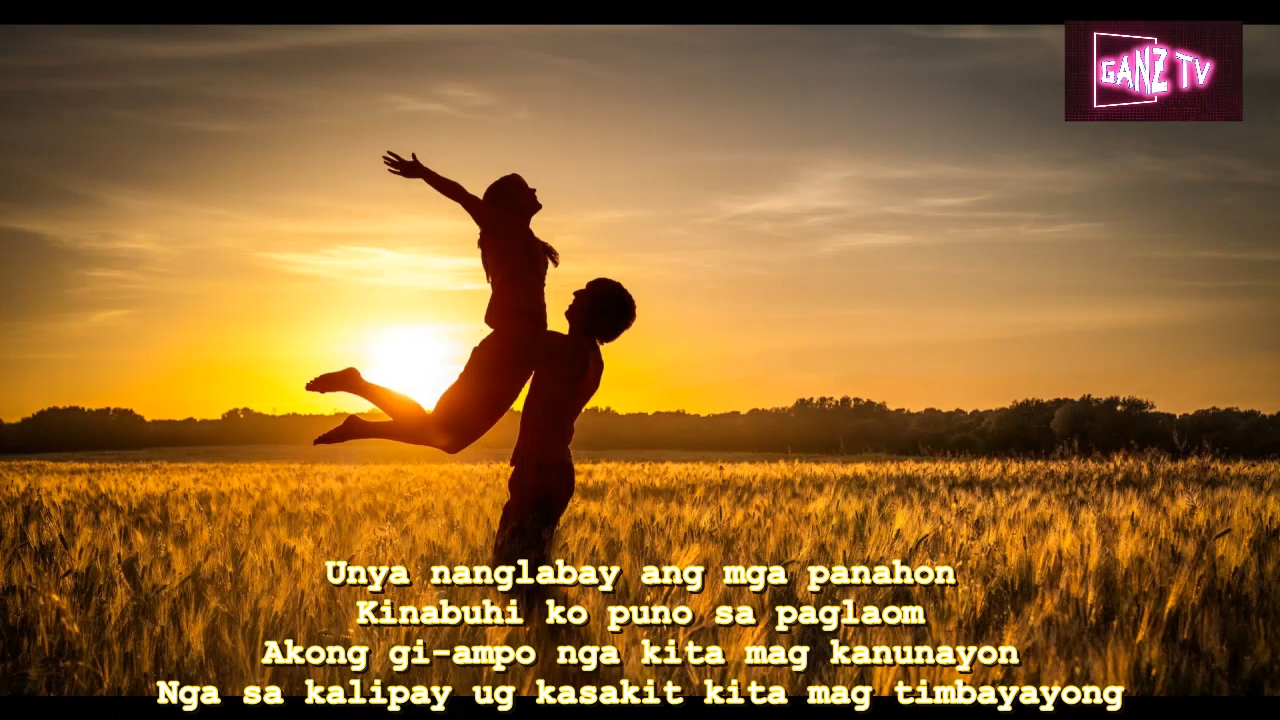 GANZ TV
Unya nanglabay ang mga panahon
Kinabuhi ko puno sa paglaom
Akong gi-ampo nga kita mag kanunayon
Nga sa kalipay ug kasakit kita mag timbayayong